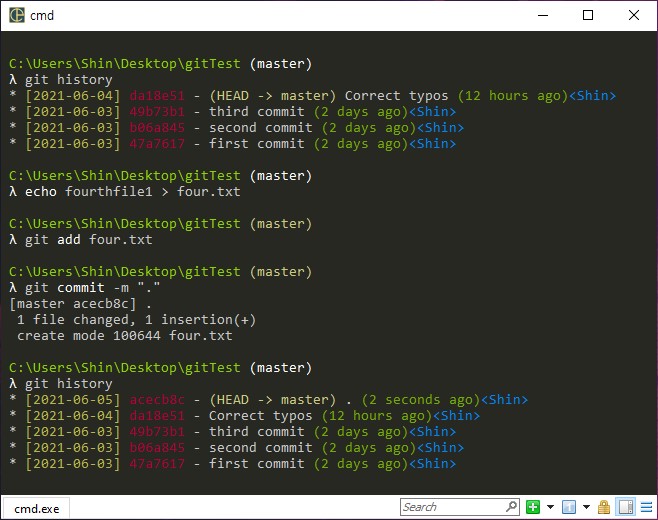 cmd
C:\Users\Shin\Desktop\gitTest (master)
λ git history
* [2021-06-04] da18e51 - (HEAD -> master) Correct typos (12 hours ago)<Shin>
* [2021-06-03] 49b73b1 - third commit (2 days ago)<Shin>
* [2021-06-03] b06a845 - second commit (2 days ago)<Shin>
* [2021-06-03] 47a7617 - first commit (2 days ago)<Shin>
C:\Users\Shin\Desktop\gitTest (master)
λ echo fourthfile1 > four.txt
C:\Users\Shin\Desktop\gitTest (master)
λ git add four.txt
C:\Users\Shin\Desktop\gitTest (master)
λ git commit -m "."
[master acecb8c] .
 1 file changed, 1 insertion(+)
 create mode 100644 four.txt
C:\Users\Shin\Desktop\gitTest (master)
λ git history
* [2021-06-05] acecb8c - (HEAD -> master) . (2 seconds ago)<Shin>
* [2021-06-04] da18e51 - Correct typos (12 hours ago)<Shin>
* [2021-06-03] 49b73b1 - third commit (2 days ago)<Shin>
* [2021-06-03] b06a845 - second commit (2 days ago)<Shin>
* [2021-06-03] 47a7617 - first commit (2 days ago)<Shin>
cmd.exe Search